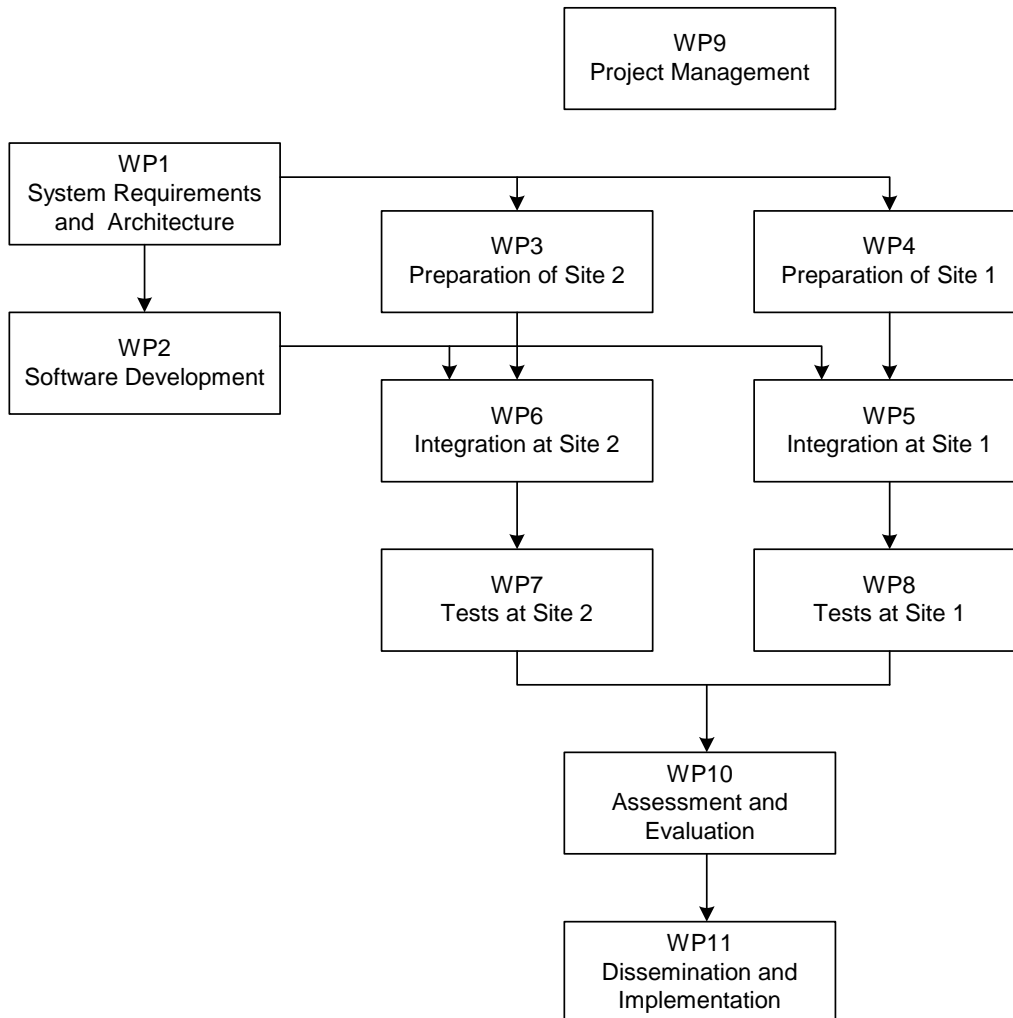 WP9
Project Management
WP1
System Requirements
and Architecture
WP3
Preparation of Site 2
WP4
Preparation of Site 1
WP2
Software Development
WP6
Integration at Site 2
WP5
Integration at Site 1
WP7
Tests at Site 2
WP8
Tests at Site 1
WP10
Assessment and
Evaluation
WP11
Dissemination and
Implementation